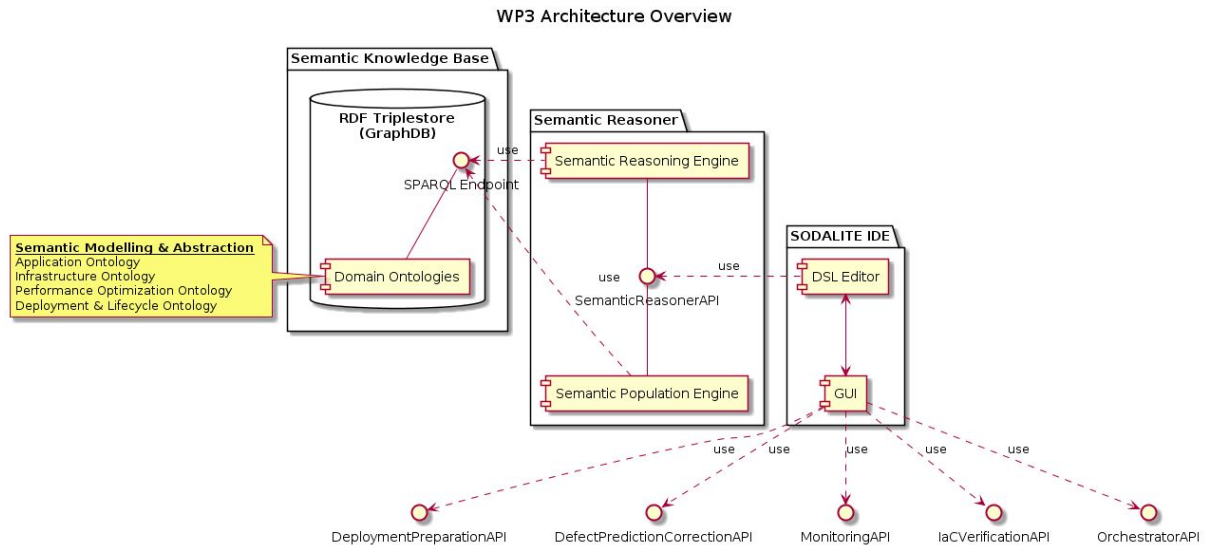 WP3 Architecture Overview
Semantic Knowledge Base
RDF Triplestore
(GraphDB)
SPARQL Endpoint
Domain Ontologies
Semantic Modelling & Abstraction
Application Ontology
Infrastructure Ontology
Performance Optimization Ontology
Deployment & Lifecycle Ontology
Semantic Reasoner
Semantic Reasoning Engine
use
use
SemanticReasonerAPI
Semantic Population Engine
use
SODALITE IDE
DSL Editor
GUI
use
use
use
use
use
DeploymentPreparationAPI
DefectPredictionCorrectionAPI
MonitoringAPI
IaCVerificationAPI
OrchestratorAPI